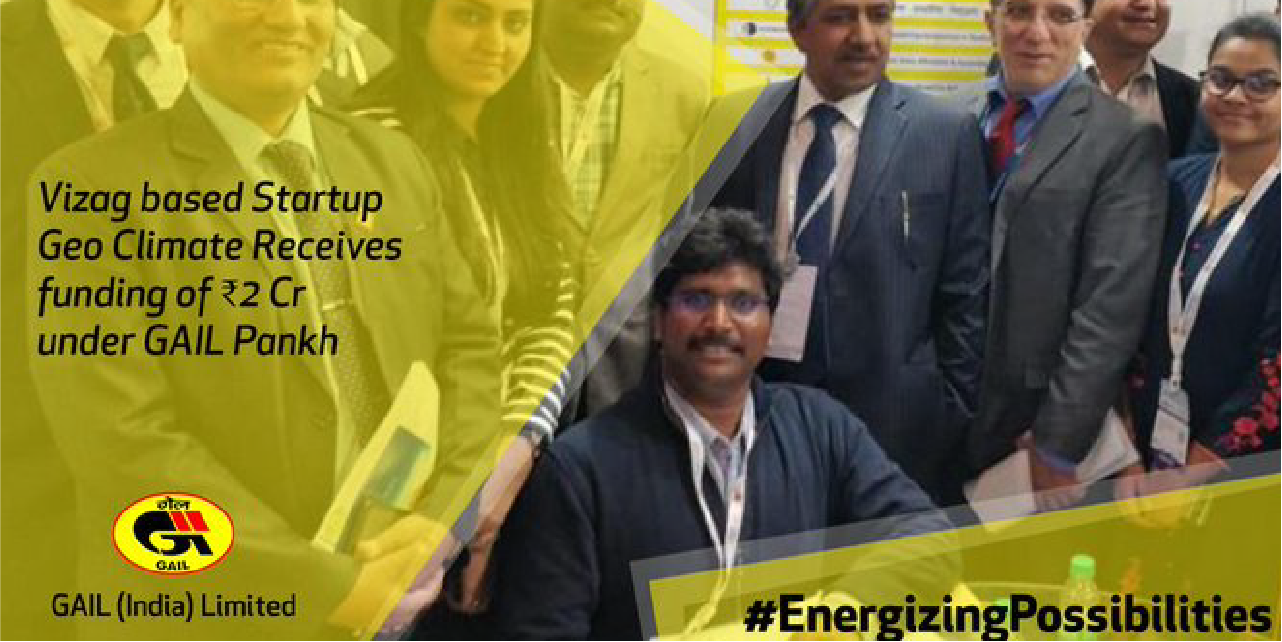 Vizag based Startup
Geo Climate Receives
funding of ₹2 Cr
under GAIL Pankh
गेल
GAIL
GAIL (India) Limited
#EnergizingPossibilities